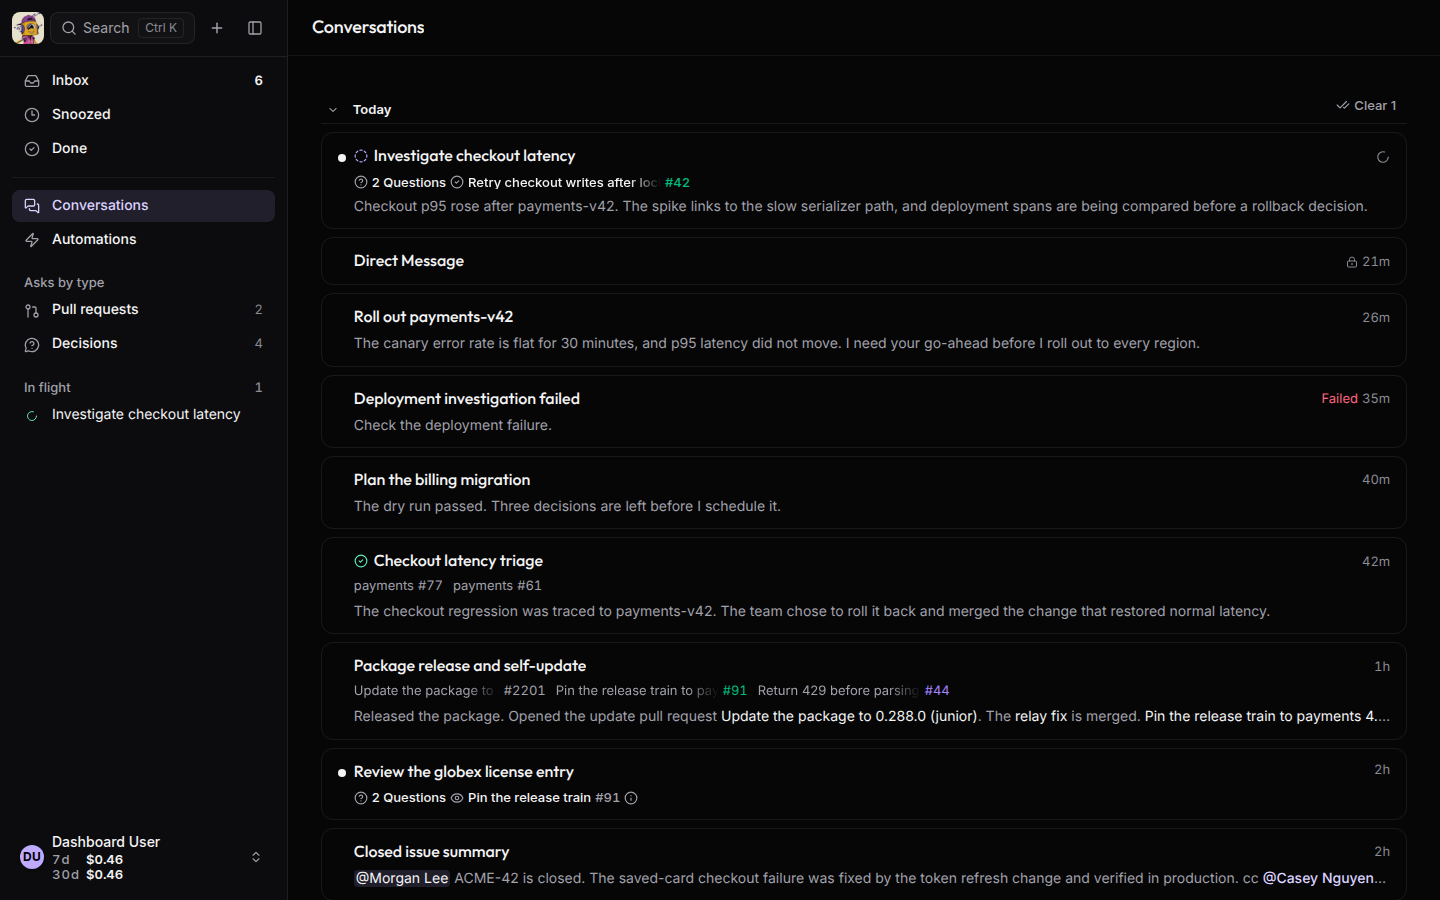 Search Ctrl K
Conversations
Inbox 6
Snoozed
Done
Conversations
Automations
Asks by type
Pull requests 2
Decisions 4
In flight 1
Investigate checkout latency
Today
Clear 1
Investigate checkout latency
2 Questions Retry checkout writes after #42
Checkout p95 rose after payments-v42. The spike links to the slow serializer path, and deployment spans are being compared before a rollback decision.
Direct Message 21m
Roll out payments-v42 26m
The canary error rate is flat for 30 minutes, and p95 latency did not move. I need your go-ahead before I roll out to every region.
Deployment investigation failed Failed 35m
Check the deployment failure.
Plan the billing migration 40m
The dry run passed. Three decisions are left before I schedule it.
Checkout latency triage 42m
payments #77 payments #61
The checkout regression was traced to payments-v42. The team chose to roll it back and merged the change that restored normal latency.
Package release and self-update 1h
Update the package to #2201 Pin the release train to #91 Return 429 before parsing #44
Released the package. Opened the update pull request Update the package to 0.288.0 (junior). The relay fix is merged. Pin the release train to payments 4.…
Review the globex license entry 2h
2 Questions Pin the release train #91
Closed issue summary 2h
@Morgan Lee ACME-42 is closed. The saved-card checkout failure was fixed by the token refresh change and verified in production. cc @Casey Nguyen…
DU Dashboard User
7d $0.46
30d $0.46